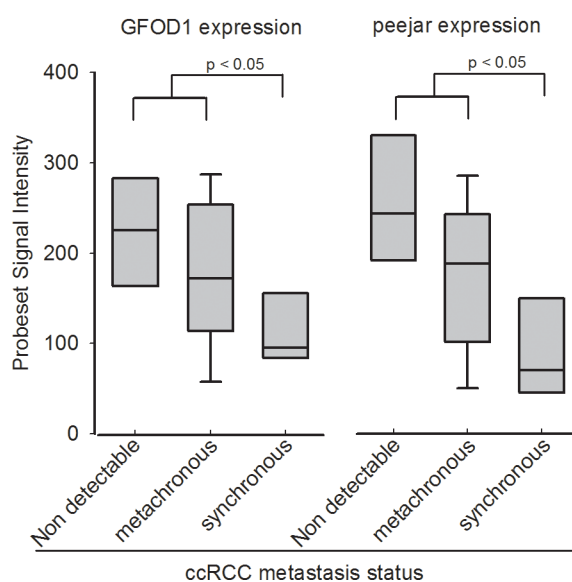 GFOD1 expression
peejar expression
p < 0.05
p < 0.05
400
300
200
100
0
Probeset Signal Intensity
Non detectable
metachronous
synchronous
Non detectable
metachronous
synchronous
ccRCC metastasis status